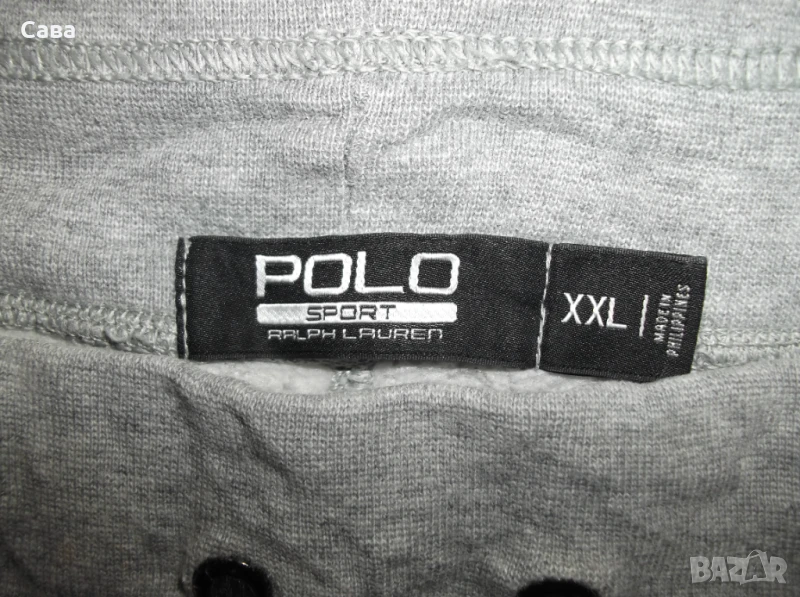 Сава
POLO
SPORT
RALPH LAUREN
XXL
MADE IN
PHILIPPINES
BAZAR